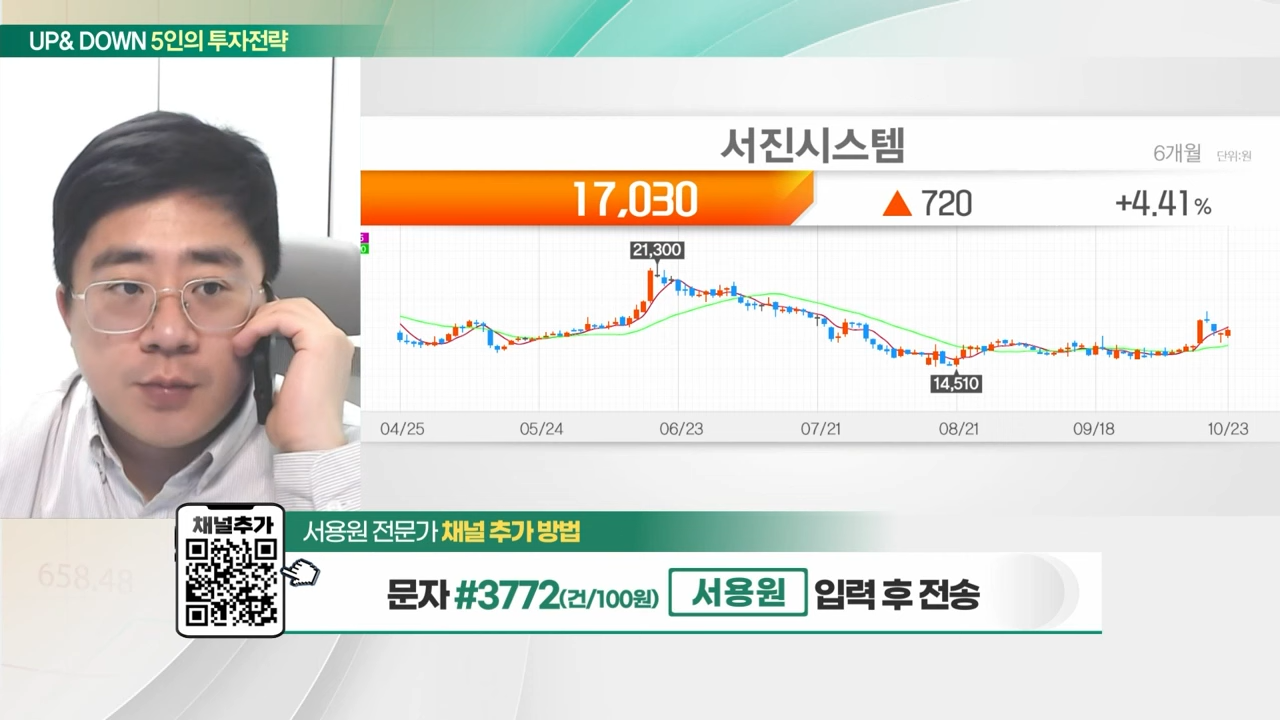 UP& DOWN 5인의 투자전략
서진시스템
6개월 단위:원
17,030 ▲ 720 +4.41%
21,300
14,510
04/25 05/24 06/23 07/21 08/21 09/18 10/23
채널추가
서용원 전문가 채널 추가 방법
문자 #3772(건/100원) 서용원 입력 후 전송
658.48